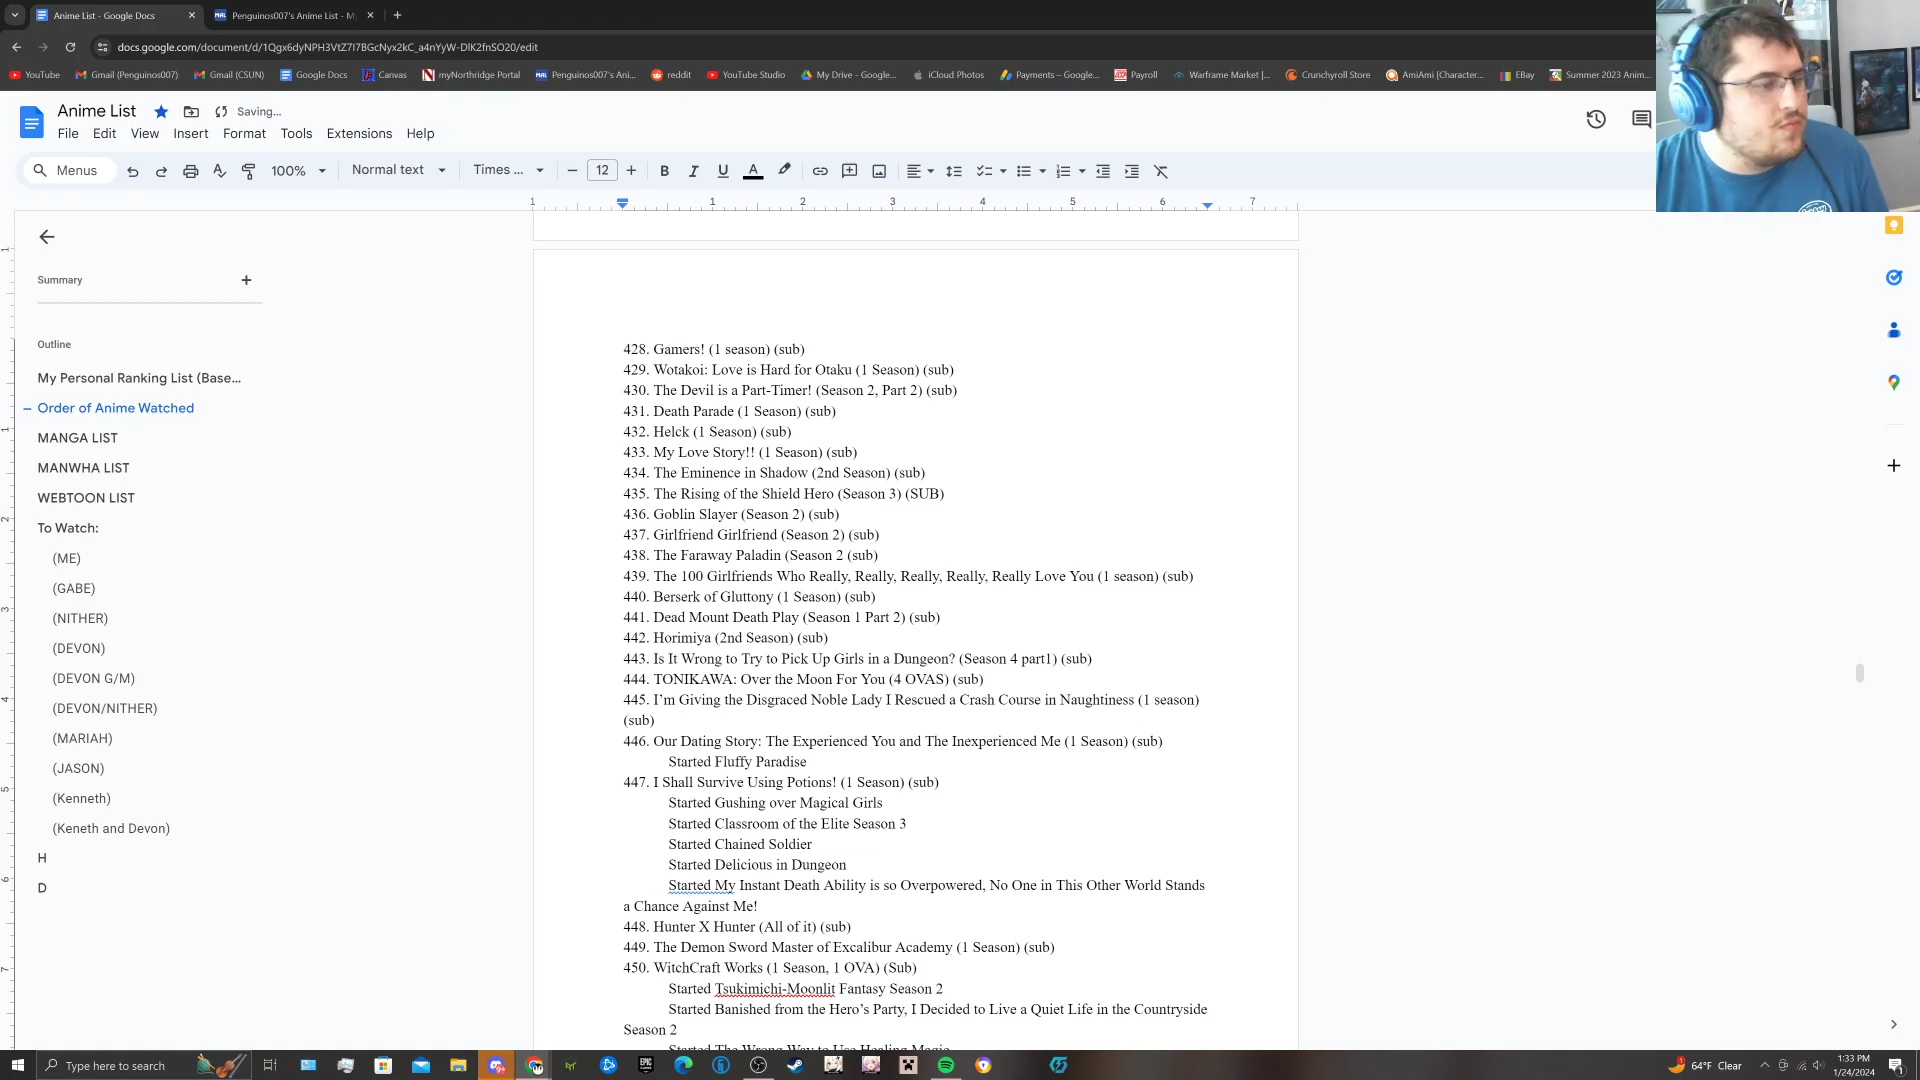 Anime List - Google Docs
Penguinos007's Anime List - My
docs.google.com/document/d/1Qgx6dyNPH3VtZ7I7BGcNyx2kC_a4nYyW-DlK2fnSO20/edit
YouTube
Gmail (Penguinos007)
Gmail (CSUN)
Google Docs
Canvas
myNorthridge Portal
Penguinos007's Ani...
reddit
YouTube Studio
My Drive - Google...
iCloud Photos
Payments – Google...
Payroll
Warframe Market |...
Crunchyroll Store
AmiAmi [Character...
EBay
Summer 2023 Anim...
Anime List
Saving...
File Edit View Insert Format Tools Extensions Help
Menus
100%
Normal text
Times ...
12
1 1 2 3 4 5 6 7
Summary
Outline
My Personal Ranking List (Base...
Order of Anime Watched
MANGA LIST
MANWHA LIST
WEBTOON LIST
To Watch:
(ME)
(GABE)
(NITHER)
(DEVON)
(DEVON G/M)
(DEVON/NITHER)
(MARIAH)
(JASON)
(Kenneth)
(Keneth and Devon)
H
D
428. Gamers! (1 season) (sub)
429. Wotakoi: Love is Hard for Otaku (1 Season) (sub)
430. The Devil is a Part-Timer! (Season 2, Part 2) (sub)
431. Death Parade (1 Season) (sub)
432. Helck (1 Season) (sub)
433. My Love Story!! (1 Season) (sub)
434. The Eminence in Shadow (2nd Season) (sub)
435. The Rising of the Shield Hero (Season 3) (SUB)
436. Goblin Slayer (Season 2) (sub)
437. Girlfriend Girlfriend (Season 2) (sub)
438. The Faraway Paladin (Season 2 (sub)
439. The 100 Girlfriends Who Really, Really, Really, Really, Really Love You (1 season) (sub)
440. Berserk of Gluttony (1 Season) (sub)
441. Dead Mount Death Play (Season 1 Part 2) (sub)
442. Horimiya (2nd Season) (sub)
443. Is It Wrong to Try to Pick Up Girls in a Dungeon? (Season 4 part1) (sub)
444. TONIKAWA: Over the Moon For You (4 OVAS) (sub)
445. I’m Giving the Disgraced Noble Lady I Rescued a Crash Course in Naughtiness (1 season)
(sub)
446. Our Dating Story: The Experienced You and The Inexperienced Me (1 Season) (sub)
Started Fluffy Paradise
447. I Shall Survive Using Potions! (1 Season) (sub)
Started Gushing over Magical Girls
Started Classroom of the Elite Season 3
Started Chained Soldier
Started Delicious in Dungeon
Started My Instant Death Ability is so Overpowered, No One in This Other World Stands
a Chance Against Me!
448. Hunter X Hunter (All of it) (sub)
449. The Demon Sword Master of Excalibur Academy (1 Season) (sub)
450. WitchCraft Works (1 Season, 1 OVA) (Sub)
Started Tsukimichi-Moonlit Fantasy Season 2
Started Banished from the Hero’s Party, I Decided to Live a Quiet Life in the Countryside
Season 2
Started The Wrong Way to Use Healing Magic
Type here to search
64°F Clear
1:33 PM
1/24/2024